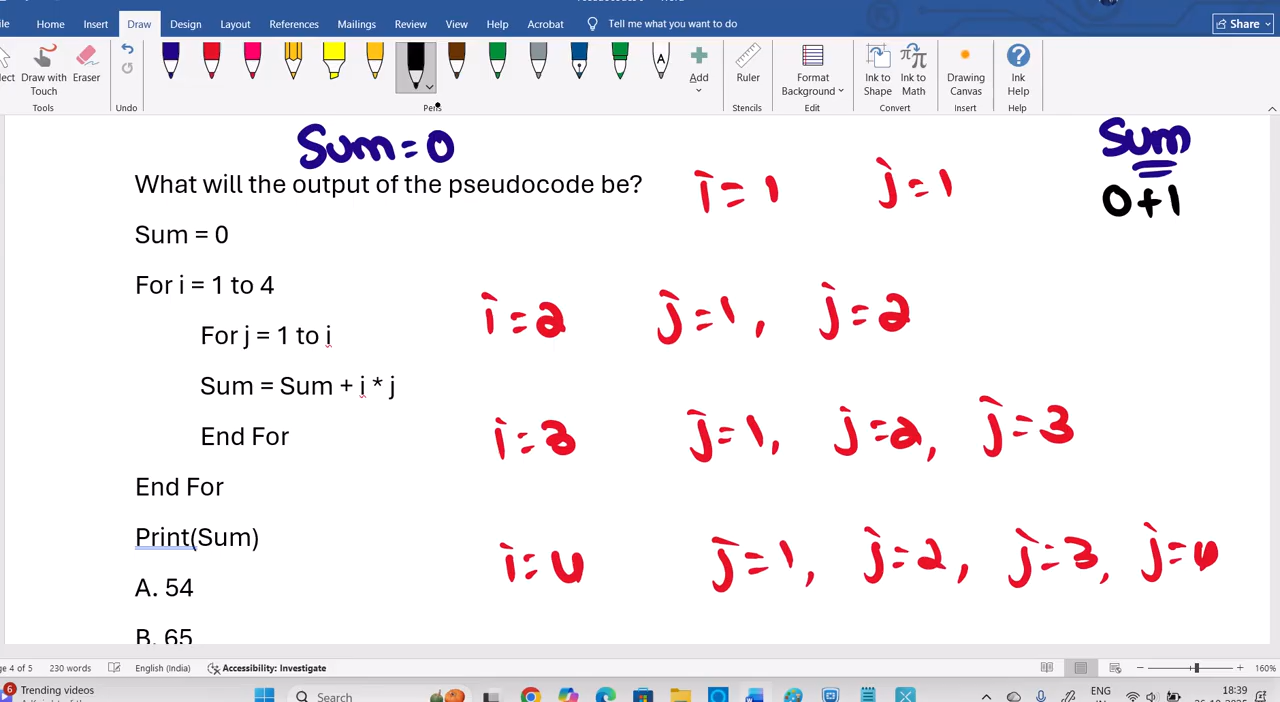 File Home Insert Draw Design Layout References Mailings Review View Help Acrobat Tell me what you want to do Share
Draw with Touch Eraser Add Ruler Format Background Ink to Shape Ink to Math Drawing Canvas Ink Help
Tools Undo Pens Stencils Edit Convert Insert Help
Sum = 0
Sum
What will the output of the pseudocode be?
i = 1 j = 1
0+1
Sum = 0
For i = 1 to 4
i = 2 j = 1, j = 2
For j = 1 to i
Sum = Sum + i * j
End For
i = 3 j = 1, j = 2, j = 3
End For
Print(Sum)
i = 4 j = 1, j = 2, j = 3, j = 4
A. 54
B. 65
4 of 5 230 words English (India) Accessibility: Investigate 160%
6 Trending videos
Search
ENG
18:39